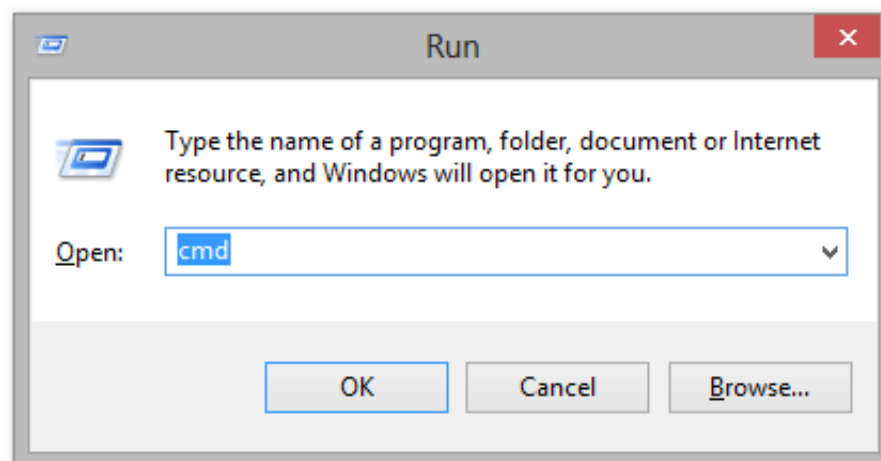 Run
Type the name of a program, folder, document or Internet
resource, and Windows will open it for you.
Open: cmd
OK Cancel Browse...